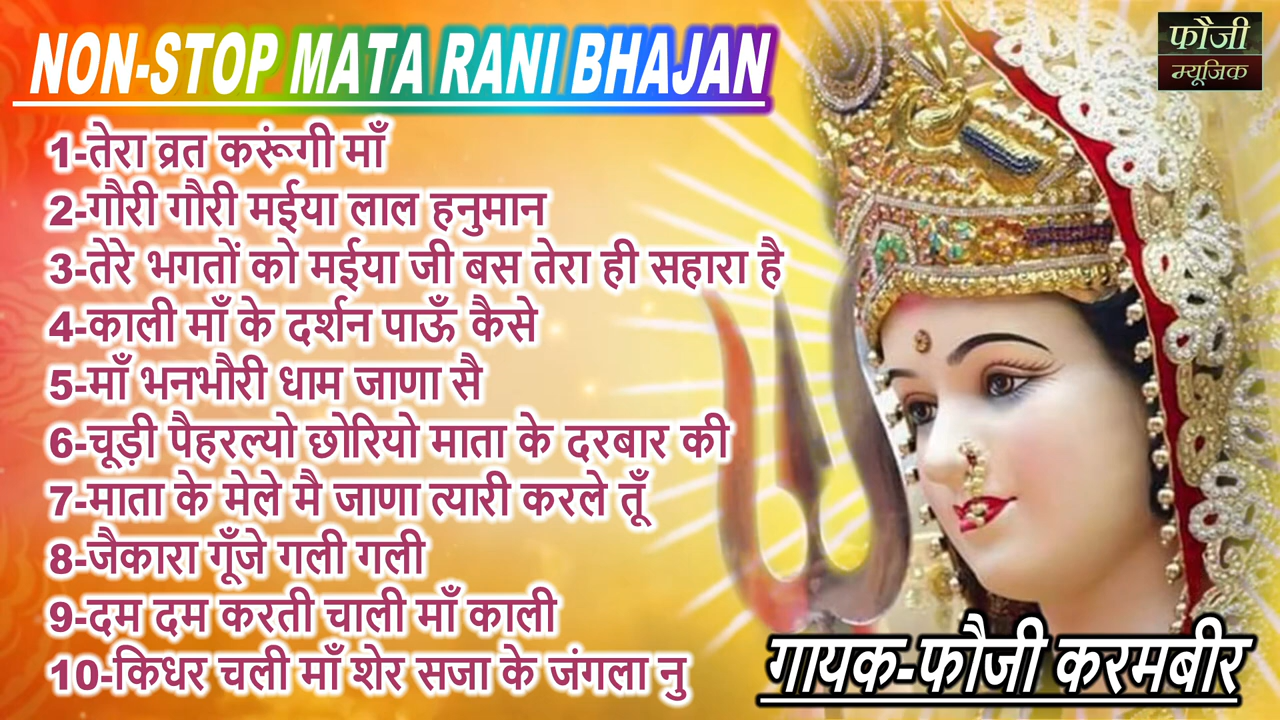 NON-STOP MATA RANI BHAJAN
फौजी
म्यूजिक
1-तेरा व्रत करूंगी माँ
2-गौरी गौरी मईया लाल हनुमान
3-तेरे भगतों को मईया जी बस तेरा ही सहारा है
4-काली माँ के दर्शन पाऊँ कैसे
5-माँ भनभौरी धाम जाणा सै
6-चूड़ी पैहरल्यो छोरियो माता के दरबार की
7-माता के मेले मै जाणा त्यारी करले तूँ
8-जैकारा गूँजे गली गली
9-दम दम करती चाली माँ काली
10-किधर चली माँ शेर सजा के जंगला नु
गायक-फौजी करमबीर